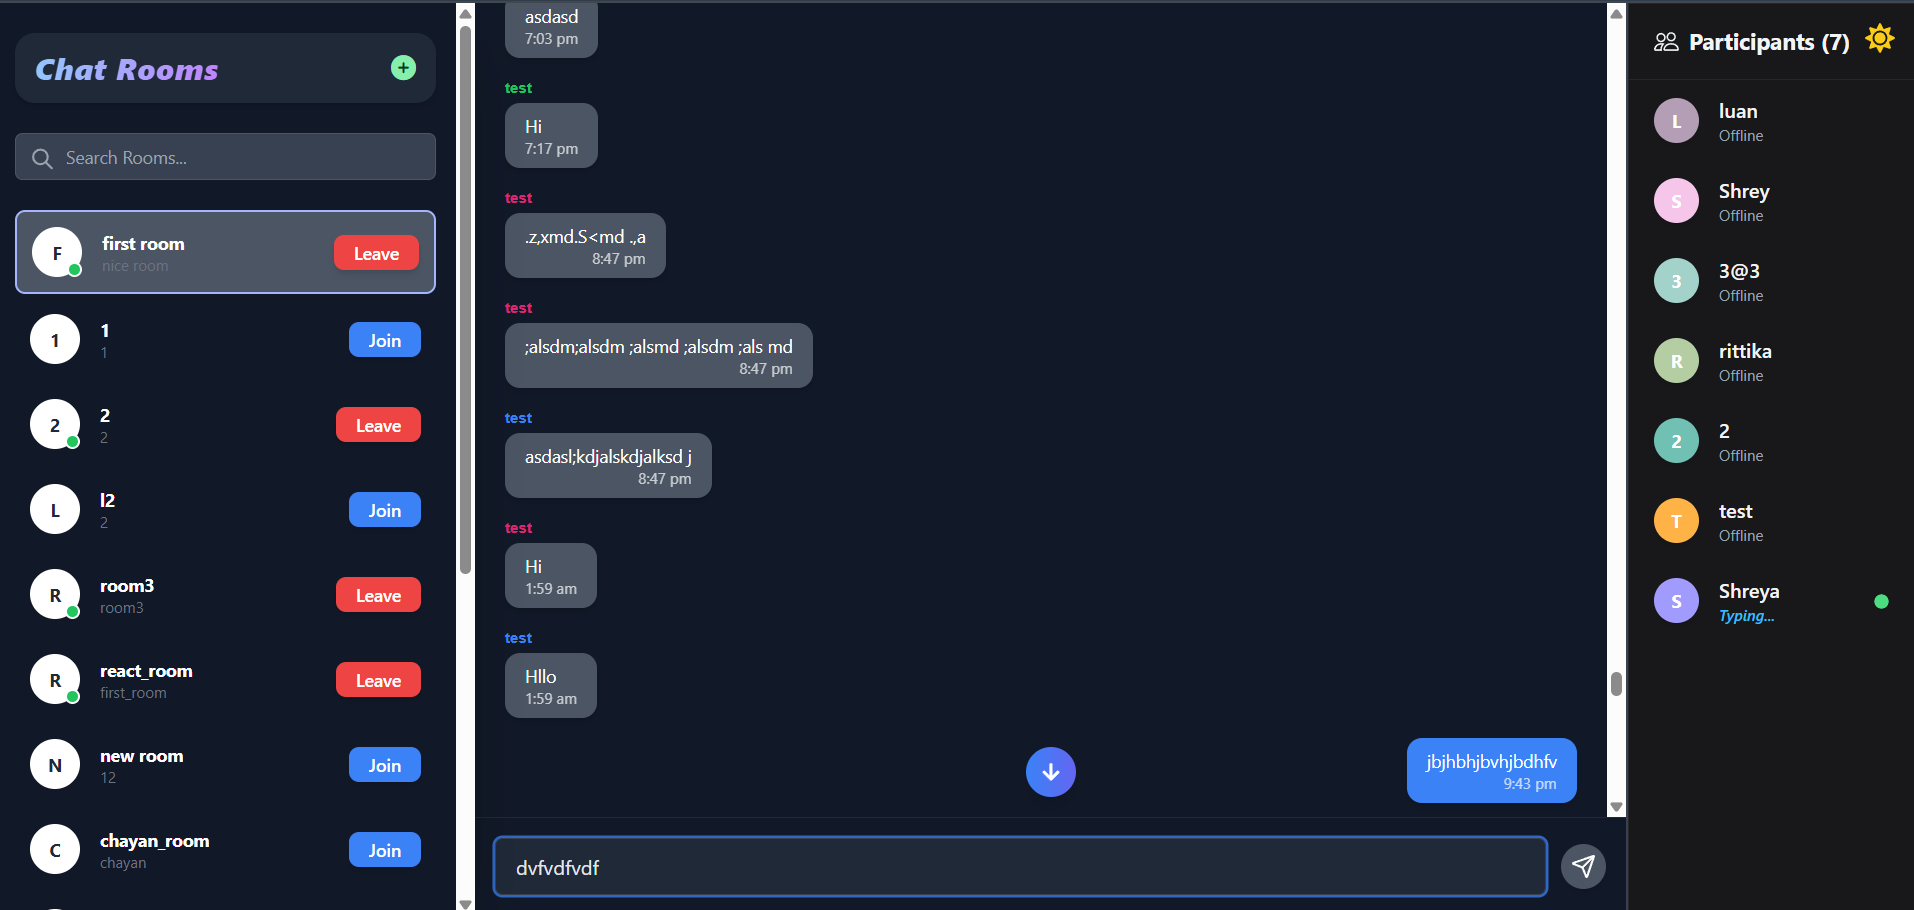 Chat Rooms
+
Search Rooms...
F
first room
nice room
Leave
1
1
1
Join
2
2
2
Leave
L
l2
2
Join
R
room3
room3
Leave
R
react_room
first_room
Leave
N
new room
12
Join
C
chayan_room
chayan
Join
asdasd
7:03 pm
test
Hi
7:17 pm
test
.z,xmd.S<md .,a
8:47 pm
test
;alsdm;alsdm ;alsmd ;alsdm ;als md
8:47 pm
test
asdasl;kdjalskdjalksd j
8:47 pm
test
Hi
1:59 am
test
Hllo
1:59 am
jbjhbhjbvhjbdhfv
9:43 pm
dvfvdfvdf
Participants (7)
L
luan
Offline
S
Shrey
Offline
3
3@3
Offline
R
rittika
Offline
2
2
Offline
T
test
Offline
S
Shreya
Typing...